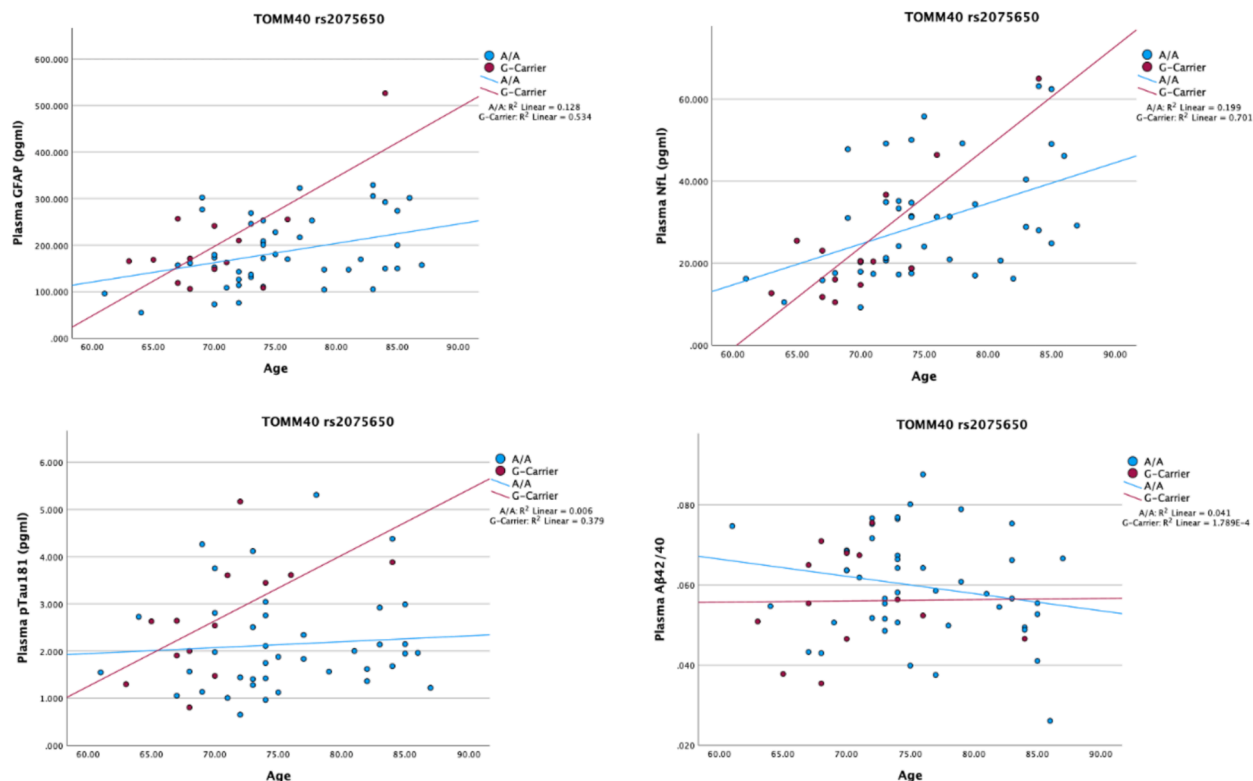 TOMM40 rs2075650
Plasma GFAP (pgml)
600.000
500.000
400.000
300.000
200.000
100.000
.000
60.00 65.00 70.00 75.00 80.00 85.00 90.00
Age
A/A
G-Carrier
A/A
G-Carrier
A/A: R² Linear = 0.128
G-Carrier: R² Linear = 0.534
TOMM40 rs2075650
Plasma NfL (pgml)
60.000
40.000
20.000
.000
60.00 65.00 70.00 75.00 80.00 85.00 90.00
Age
A/A
G-Carrier
A/A
G-Carrier
A/A: R² Linear = 0.199
G-Carrier: R² Linear = 0.701
TOMM40 rs2075650
Plasma pTau181 (pgml)
6.000
5.000
4.000
3.000
2.000
1.000
.000
60.00 65.00 70.00 75.00 80.00 85.00 90.00
Age
A/A
G-Carrier
A/A
G-Carrier
A/A: R² Linear = 0.006
G-Carrier: R² Linear = 0.379
TOMM40 rs2075650
Plasma Aβ42/40
.080
.060
.040
.020
60.00 65.00 70.00 75.00 80.00 85.00 90.00
Age
A/A
G-Carrier
A/A
G-Carrier
A/A: R² Linear = 0.041
G-Carrier: R² Linear = 1.789E-4